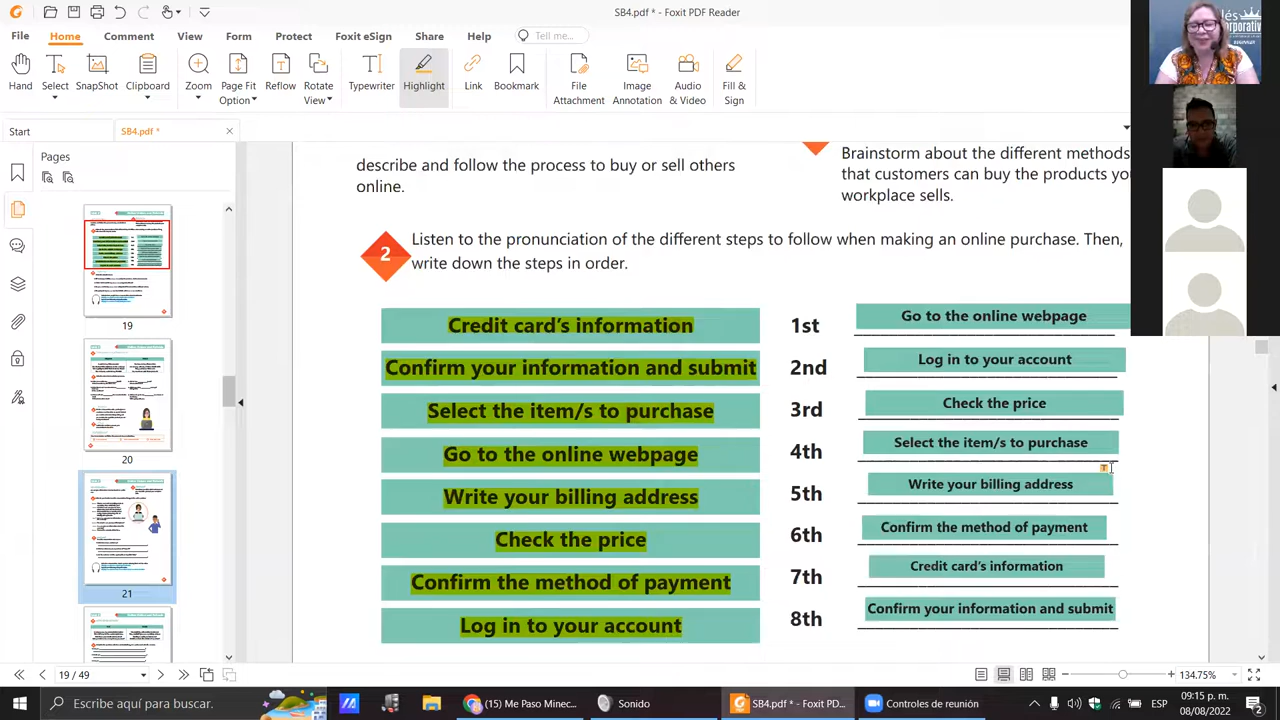 SB4.pdf * - Foxit PDF Reader
File
Home
Comment
View
Form
Protect
Foxit eSign
Share
Help
Tell me...
Hand
Select
SnapShot
Clipboard
Zoom
Page Fit
Option
Reflow
Rotate
View
Typewriter
Highlight
Link
Bookmark
File
Attachment
Image
Annotation
Audio
& Video
Fill &
Sign
Start
SB4.pdf *
Pages
19
20
21
describe and follow the process to buy or sell others
online.
Brainstorm about the different methods
that customers can buy the products yo
workplace sells.
2
Listen to the pronunciation of the different steps to follow when making an online purchase. Then,
write down the steps in order.
Credit card's information
Confirm your information and submit
Select the item/s to purchase
Go to the online webpage
Write your billing address
Check the price
Confirm the method of payment
Log in to your account
1st Go to the online webpage
2nd Log in to your account
3rd Check the price
4th Select the item/s to purchase
5th Write your billing address
6th Confirm the method of payment
7th Credit card's information
8th Confirm your information and submit
lés
orporativ
BEGINNER
19 / 49
134.75%
Escribe aquí para buscar.
(15) Me Paso Minec...
Sonido
SB4.pdf * - Foxit PD...
Controles de reunión
ESP
09:15 p. m.
08/08/2022
2